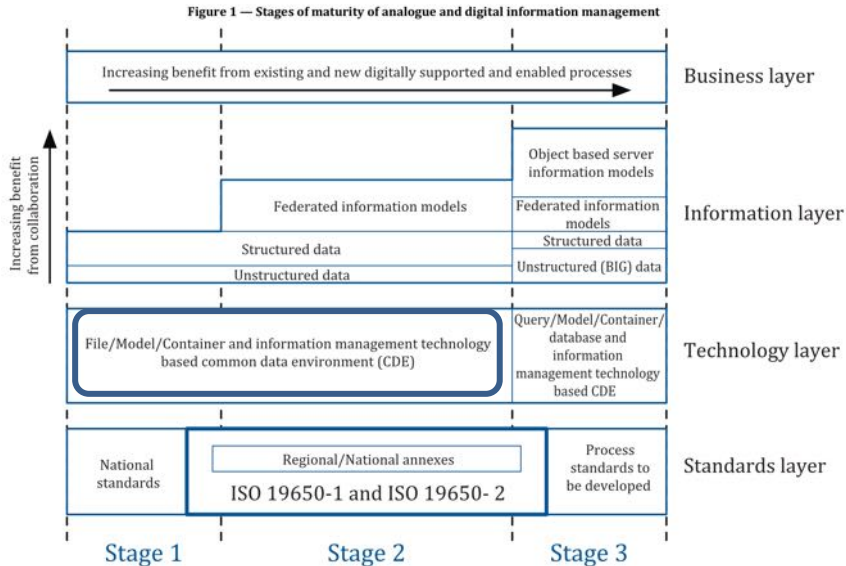 Figure 1 — Stages of maturity of analogue and digital information management
Increasing benefit from existing and new digitally supported and enabled processes
Business layer
Increasing benefit
from collaboration
Object based server
information models
Federated information models
Federated information
models
Information layer
Structured data
Structured data
Unstructured data
Unstructured (BIG) data
File/Model/Container and information management technology
based common data environment (CDE)
Query/Model/Container/
database and
information
management technology
based CDE
Technology layer
National
standards
Regional/National annexes
ISO 19650-1 and ISO 19650- 2
Process
standards to
be developed
Standards layer
Stage 1
Stage 2
Stage 3